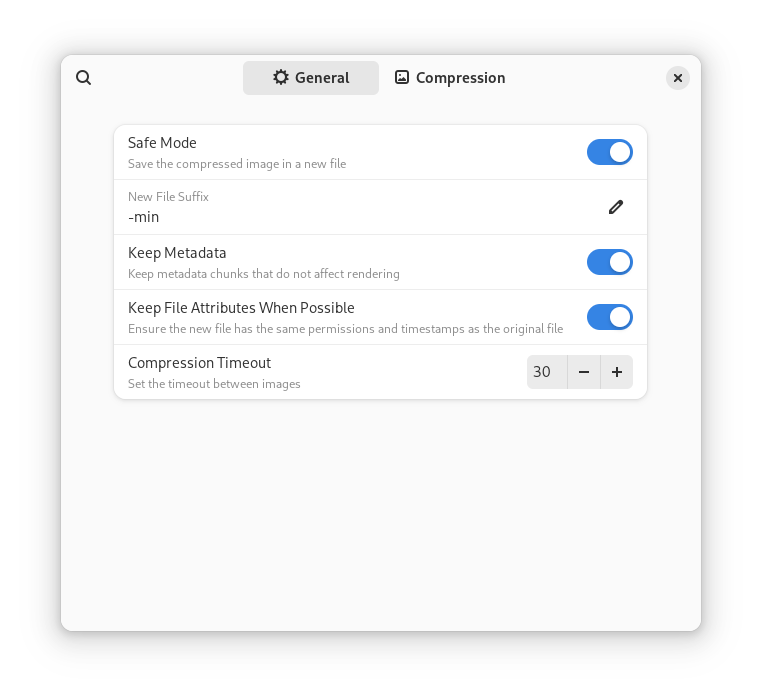 General
Compression
Safe Mode
Save the compressed image in a new file
New File Suffix
-min
Keep Metadata
Keep metadata chunks that do not affect rendering
Keep File Attributes When Possible
Ensure the new file has the same permissions and timestamps as the original file
Compression Timeout
Set the timeout between images
30